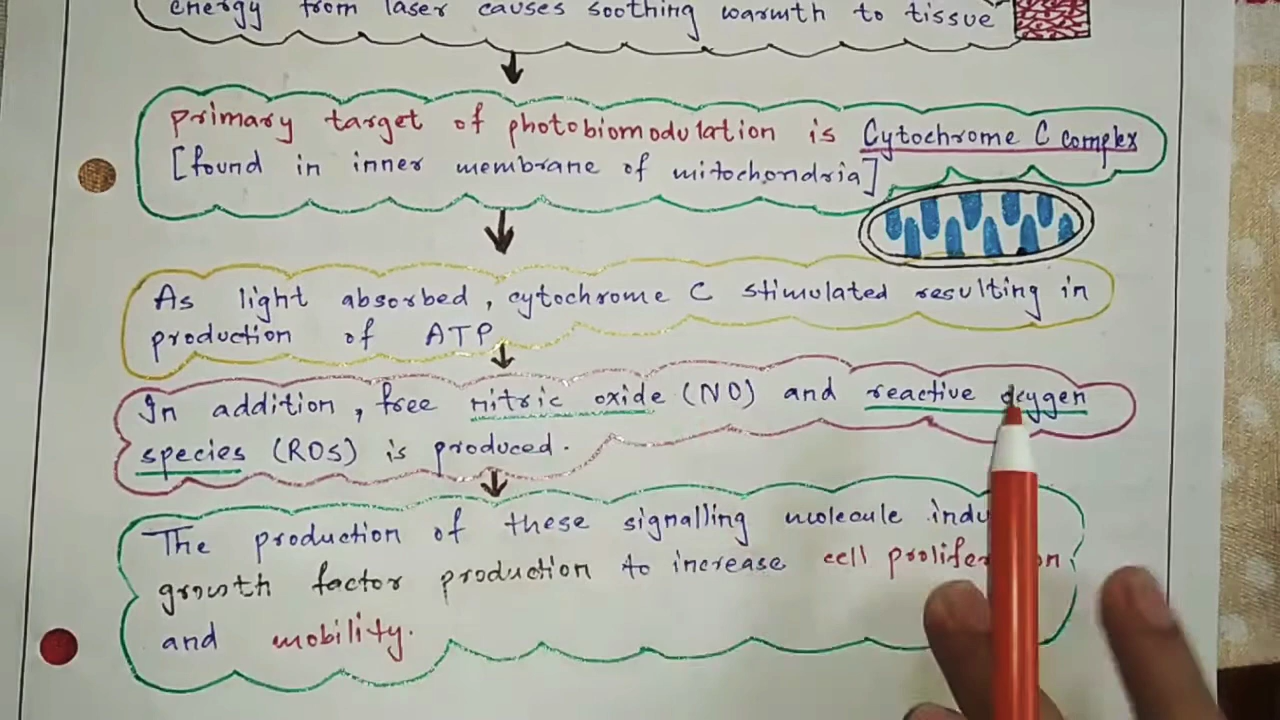 energy from laser causes soothing warmth to tissue
Primary target of photobiomodulation is Cytochrome C complex
[found in inner membrane of mitochondria]
As light absorbed, cytochrome C stimulated resulting in
production of ATP
In addition, free nitric oxide (NO) and reactive oxygen
species (ROS) is produced.
The production of these signalling molecule
growth factor production to increase cell
and mobility.